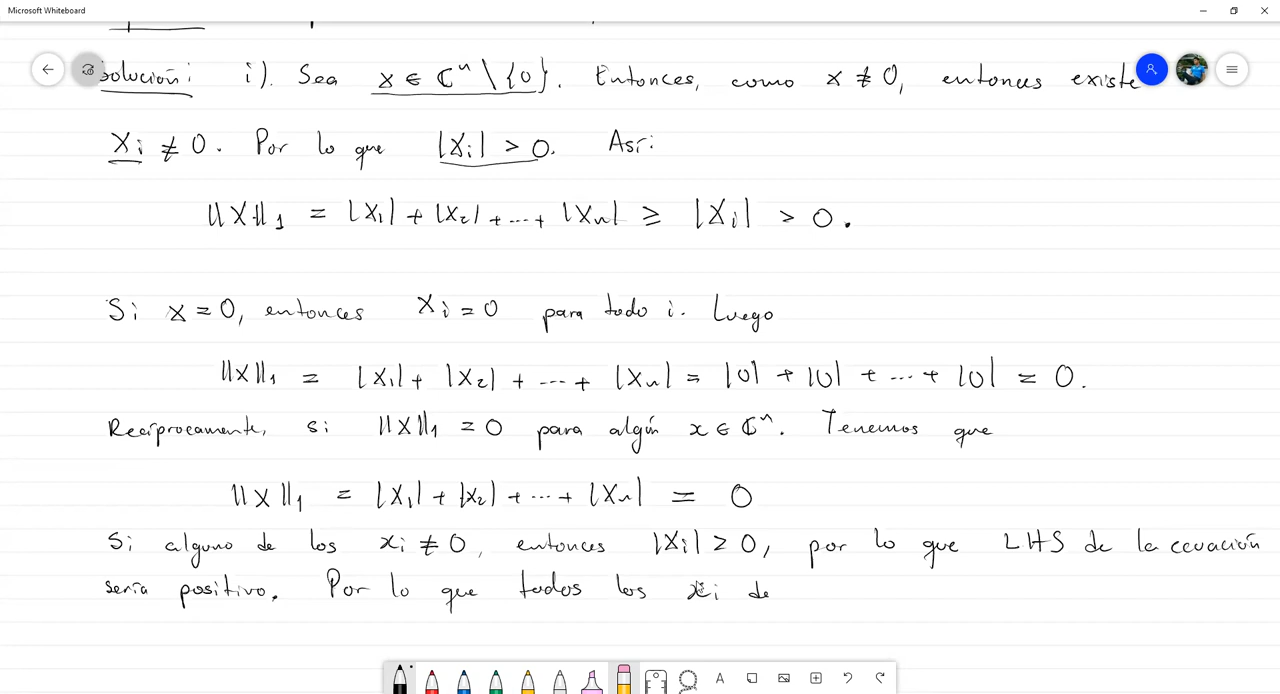 Microsoft Whiteboard
Solución: i). Sea x ∈ ℂⁿ \ {0}. Entonces, como x ≠ 0, entonces existe
xᵢ ≠ 0. Por lo que |xᵢ| > 0. Así:
||x||₁ = |x₁| + |x₂| + ... + |xₙ| ≥ |xᵢ| > 0.
Si x = 0, entonces xᵢ = 0 para todo i. Luego
||x||₁ = |x₁| + |x₂| + ... + |xₙ| = |0| + |0| + ... + |0| = 0.
Recíprocamente, si ||x||₁ = 0 para algún x ∈ ℂⁿ. Tenemos que
||x||₁ = |x₁| + |x₂| + ... + |xₙ| = 0
Si alguno de los xᵢ ≠ 0, entonces |xᵢ| ≥ 0, por lo que LHS de la ecuación
sería positivo. Por lo que todos los xᵢ de